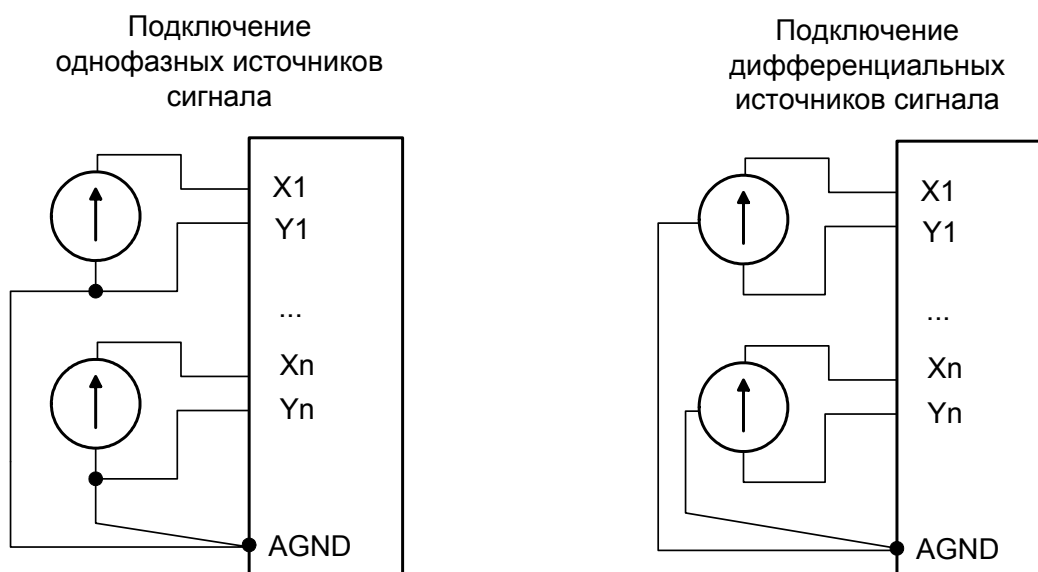 Подключение
однофазных источников
сигнала
X1
Y1
...
Xn
Yn
AGND
Подключение
дифференциальных
источников сигнала
X1
Y1
...
Xn
Yn
AGND